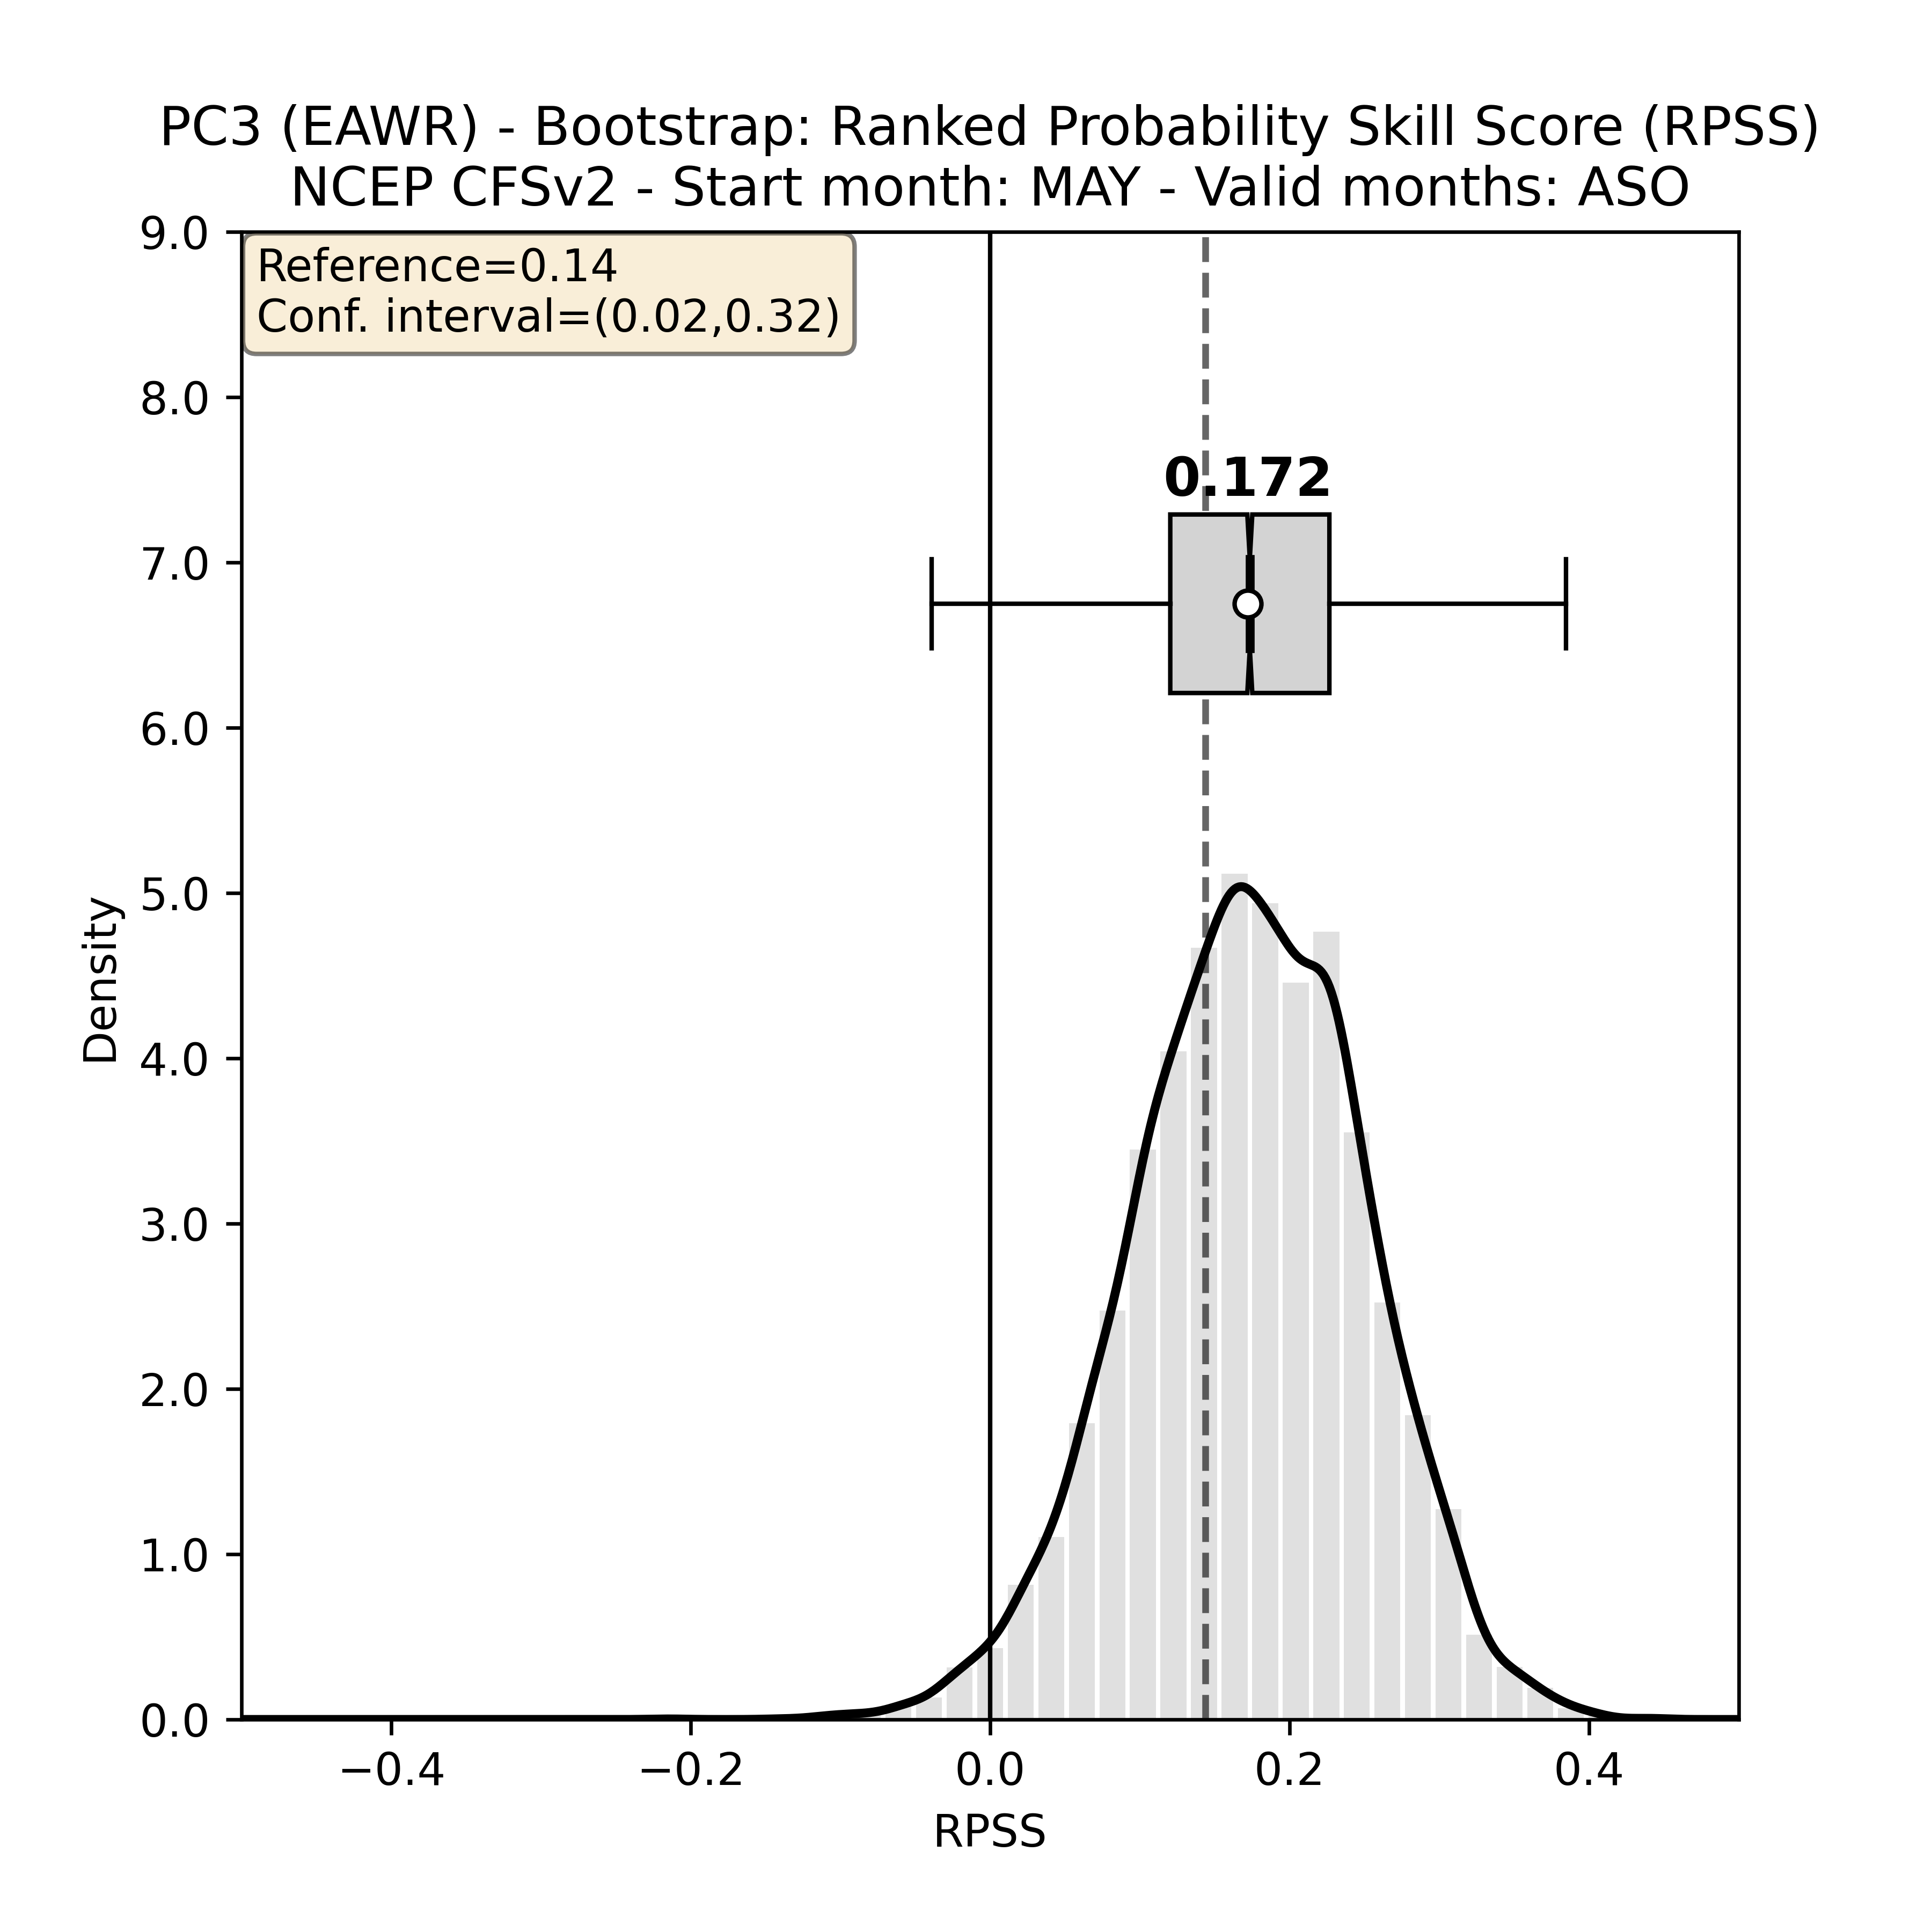 PC3 (EAWR) - Bootstrap: Ranked Probability Skill Score (RPSS)
NCEP CFSv2 - Start month: MAY - Valid months: ASO
Reference=0.14
Conf. interval=(0.02,0.32)
0.172
9.0
8.0
7.0
6.0
5.0
4.0
3.0
2.0
1.0
0.0
Density
−0.4
−0.2
0.0
0.2
0.4
RPSS